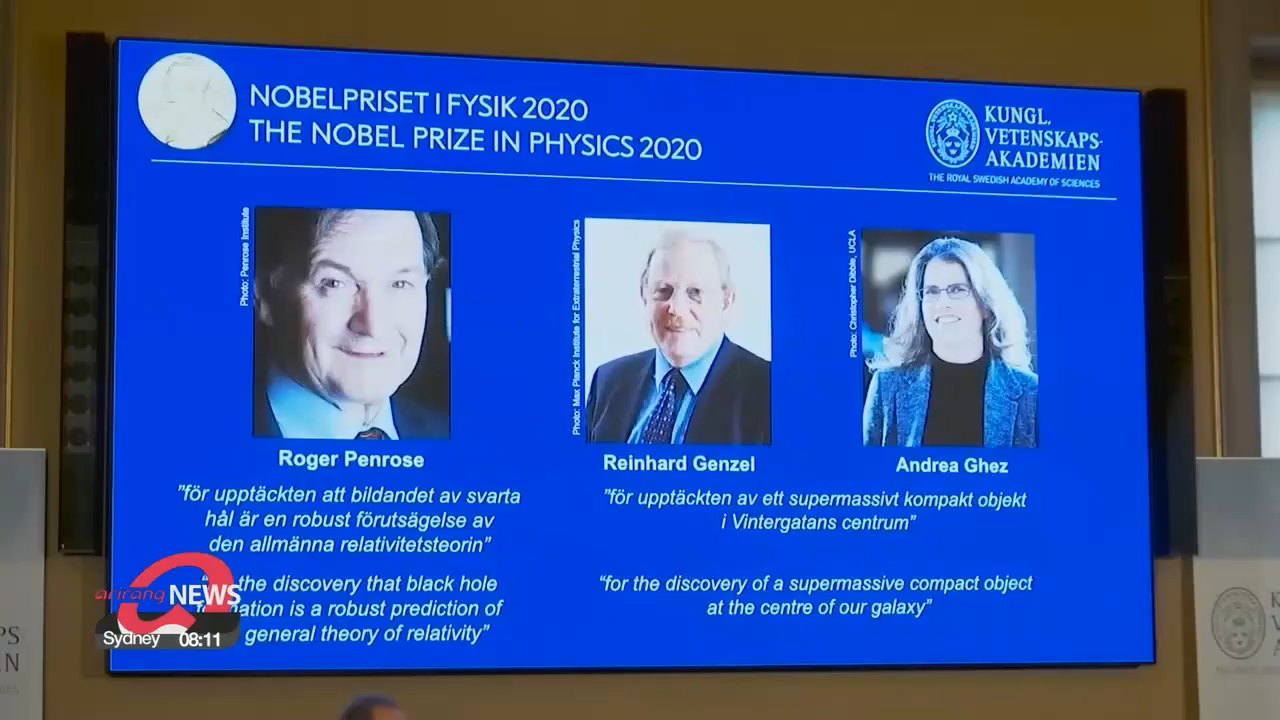 NOBELPRISET I FYSIK 2020
THE NOBEL PRIZE IN PHYSICS 2020
KUNGL.
VETENSKAPS-
AKADEMIEN
THE ROYAL SWEDISH ACADEMY OF SCIENCES
Photo: Penrose Institute
Photo: Max Planck Institute for Extraterrestrial Physics
Photo: Christopher Dibble, UCLA
Roger Penrose
Reinhard Genzel
Andrea Ghez
"för upptäckten att bildandet av svarta
hål är en robust förutsägelse av
den allmänna relativitetsteorin"
"för upptäckten av ett supermassivt kompakt objekt
i Vintergatans centrum"
the discovery that black hole
is a robust prediction of
general theory of relativity"
"for the discovery of a supermassive compact object
at the centre of our galaxy"
arirang NEWS
Sydney 08:11